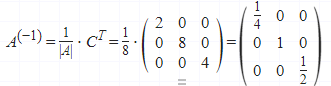 A^(-1) = 1/|A| · C^T = 1/8 · ( 2 0 0 ; 0 8 0 ; 0 0 4 ) = ( 1/4 0 0 ; 0 1 0 ; 0 0 1/2 )